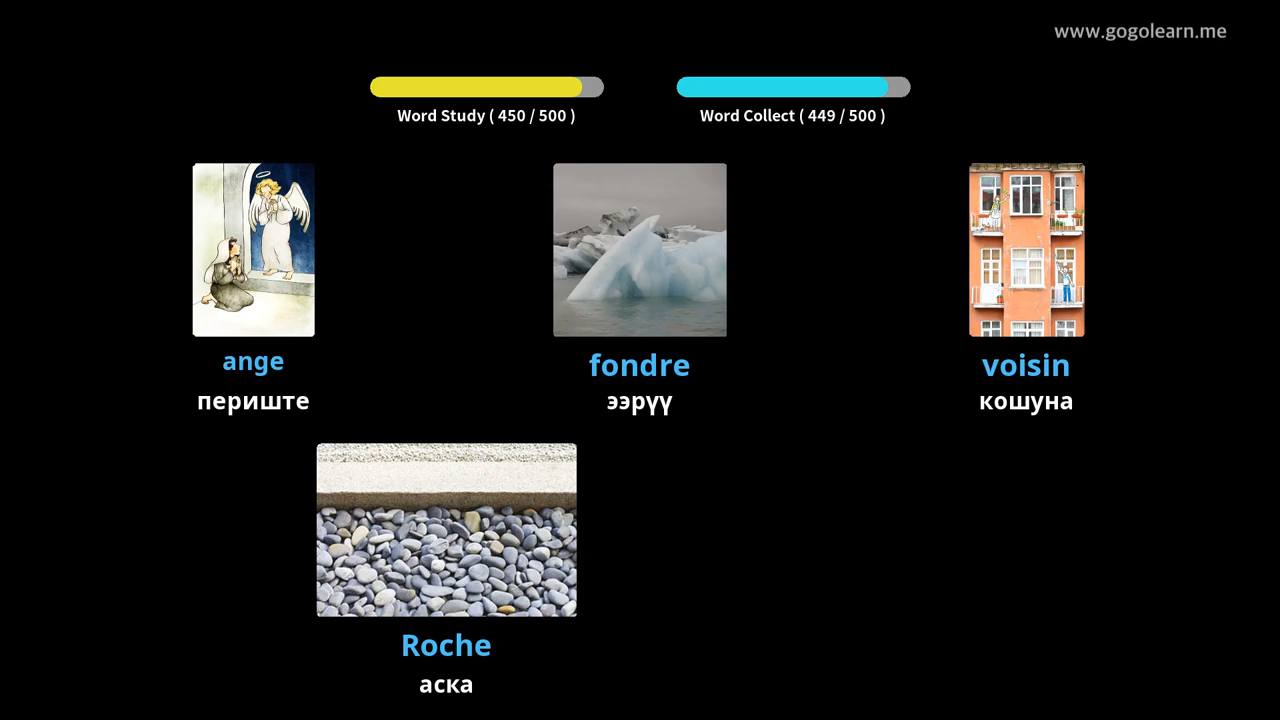 www.gogolearn.me
Word Study ( 450 / 500 )
Word Collect ( 449 / 500 )
ange
периште
fondre
ээрүү
voisin
кошуна
Roche
аска